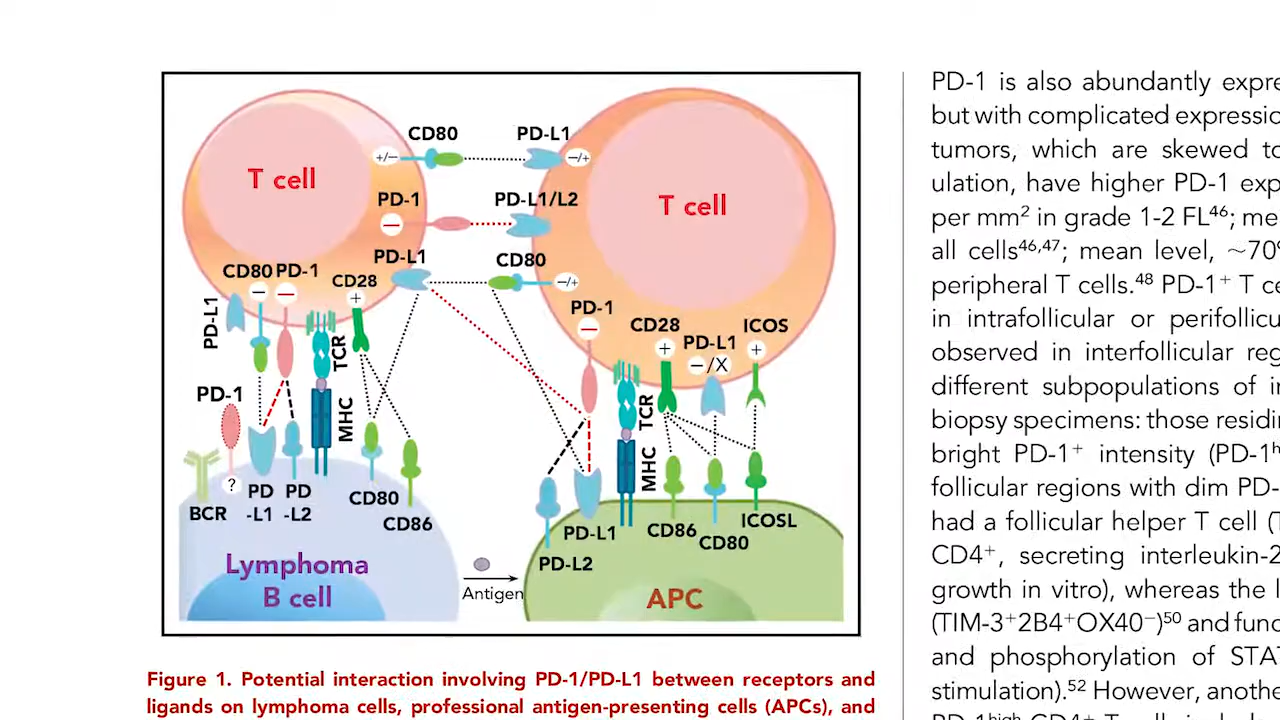 CD80 PD-L1
+/− −/+
T cell
PD-1 PD-L1/L2
T cell
−
PD-L1
CD80
−/+
CD80 PD-1
CD28
− −
+
PD-L1
TCR
PD-1
MHC
?
BCR
PD
-L1
PD
-L2
CD80
CD86
PD-1
−
CD28
+
PD-L1
−/X
ICOS
+
TCR
MHC
PD-L1
PD-L2
CD86
CD80
ICOSL
Lymphoma
B cell
Antigen
APC
Figure 1. Potential interaction involving PD-1/PD-L1 between receptors and
ligands on lymphoma cells, professional antigen-presenting cells (APCs), and
PD-1 is also abundantly expre
but with complicated expressio
tumors, which are skewed to
ulation, have higher PD-1 exp
per mm² in grade 1-2 FL⁴⁶; me
all cells⁴⁶,⁴⁷; mean level, ~70
peripheral T cells.⁴⁸ PD-1⁺ T ce
in intrafollicular or perifollicu
observed in interfollicular reg
different subpopulations of in
biopsy specimens: those residi
bright PD-1⁺ intensity (PD-1ʰ
follicular regions with dim PD-
had a follicular helper T cell (T
CD4⁺, secreting interleukin-2
growth in vitro), whereas the l
(TIM-3⁺2B4⁺OX40⁻)⁵⁰ and func
and phosphorylation of STAT
stimulation).⁵² However, anothe